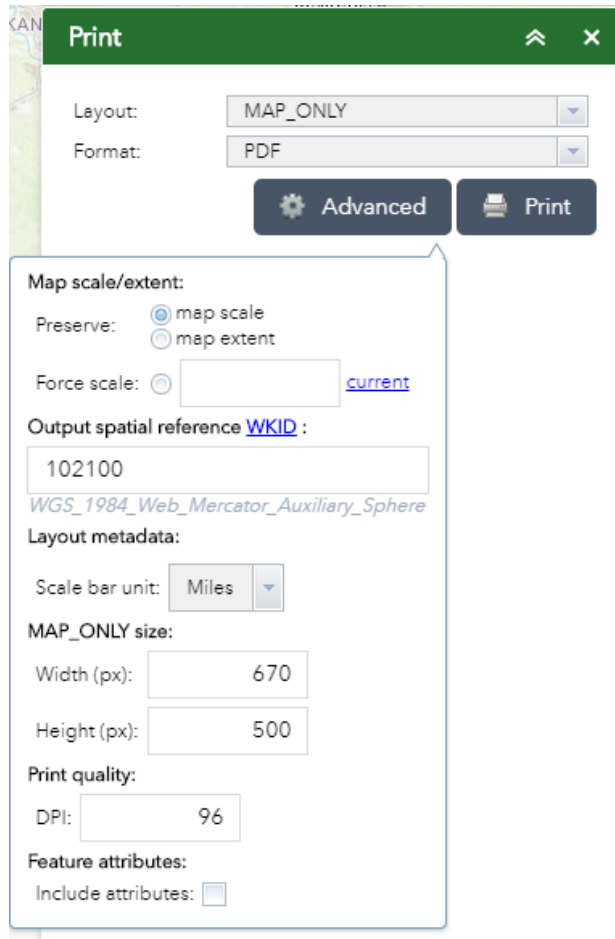 KAN
Print
Layout: MAP_ONLY
Format: PDF
Advanced Print
Map scale/extent:
Preserve: map scale
map extent
Force scale: current
Output spatial reference WKID :
102100
WGS_1984_Web_Mercator_Auxiliary_Sphere
Layout metadata:
Scale bar unit: Miles
MAP_ONLY size:
Width (px): 670
Height (px): 500
Print quality:
DPI: 96
Feature attributes:
Include attributes: